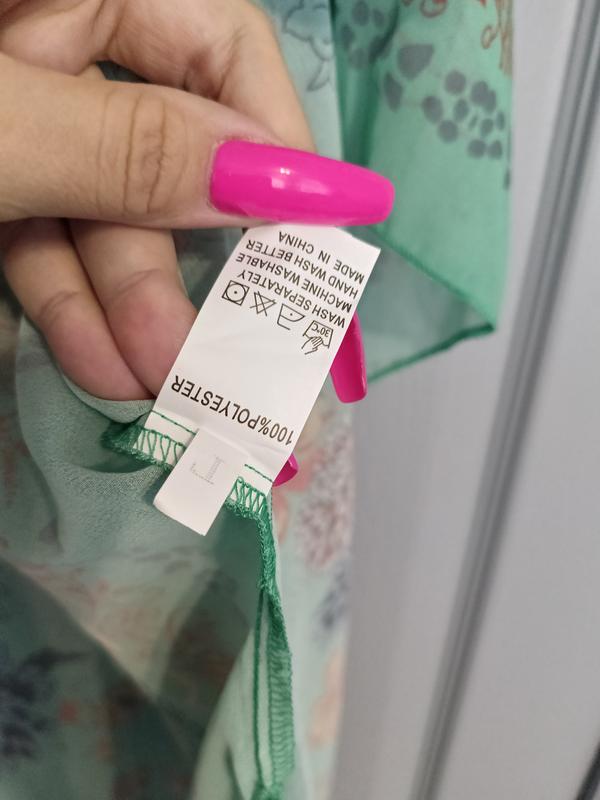 100%POLYESTER
30℃
WASH SEPARATELY
MACHINE WASHABLE
HAND WASH BETTER
MADE IN CHINA
L